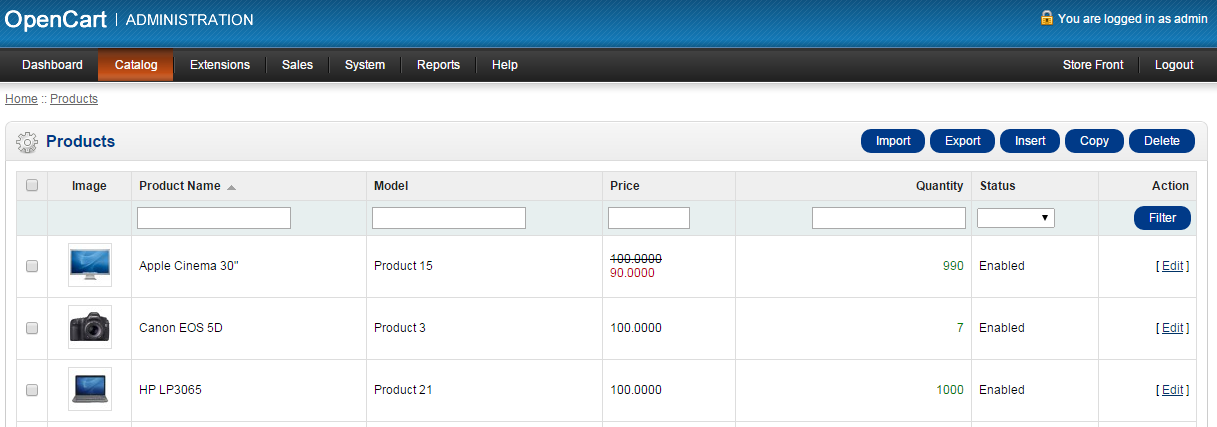 OpenCart | ADMINISTRATION You are logged in as admin
Dashboard Catalog Extensions Sales System Reports Help Store Front Logout
Home :: Products
Products Import Export Insert Copy Delete
Image Product Name Model Price Quantity Status Action
Filter
Apple Cinema 30" Product 15 100.0000 990 Enabled [ Edit ]
90.0000
Canon EOS 5D Product 3 100.0000 7 Enabled [ Edit ]
HP LP3065 Product 21 100.0000 1000 Enabled [ Edit ]